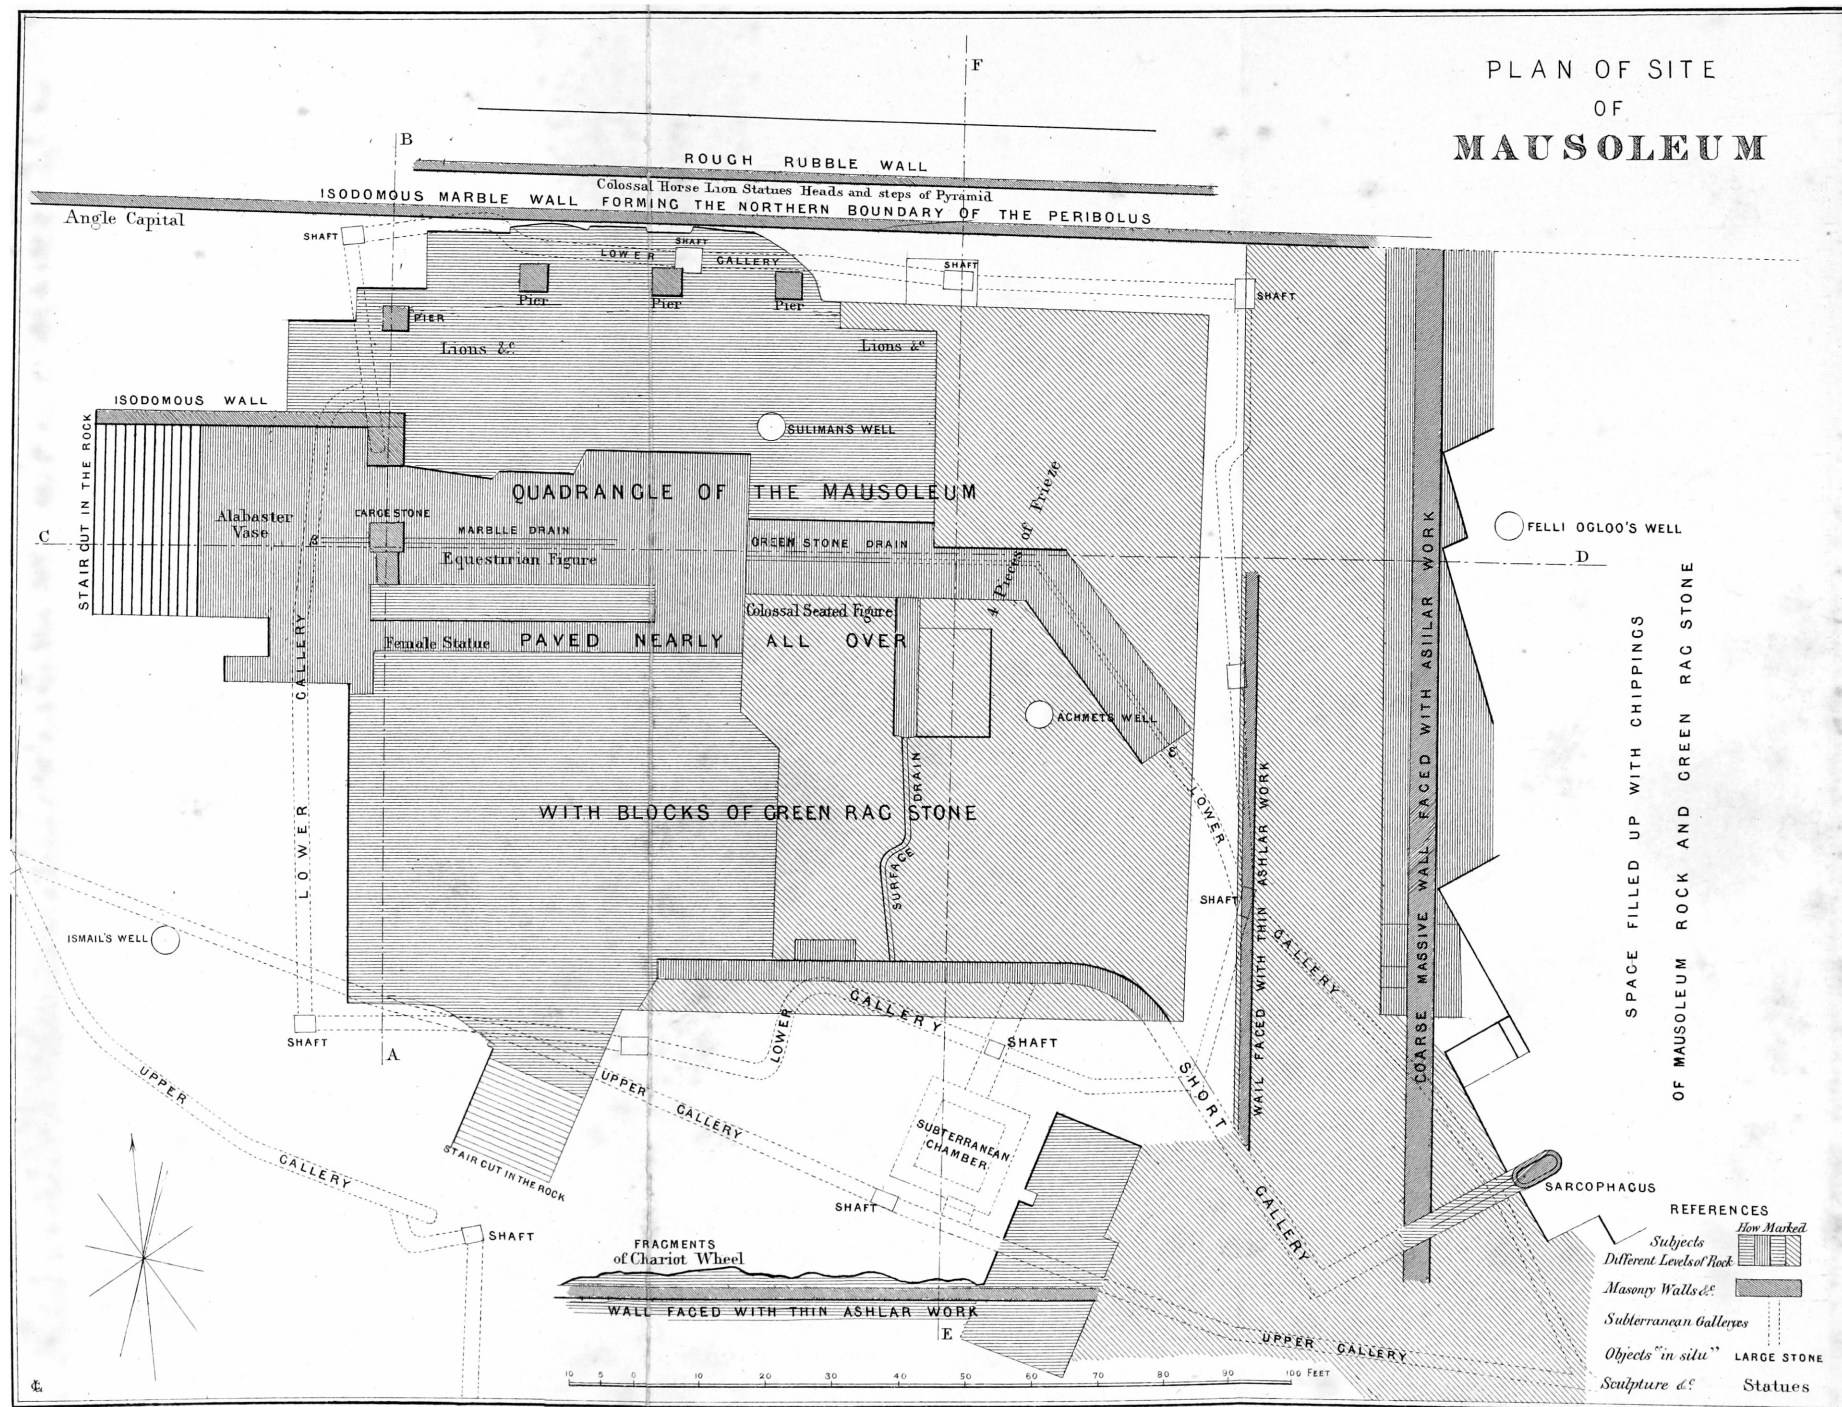 PLAN OF SITE
OF
MAUSOLEUM
F
B
ROUGH RUBBLE WALL
Colossal Horse Lion Statues Heads and steps of Pyramid
ISODOMOUS MARBLE WALL FORMING THE NORTHERN BOUNDARY OF THE PERIBOLUS
Angle Capital
SHAFT
SHAFT
LOWER GALLERY
SHAFT
SHAFT
Pier
Pier
Pier
PIER
Lions &c.
Lions &c
ISODOMOUS WALL
STAIR CUT IN THE ROCK
SULIMANS WELL
QUADRANGLE OF THE MAUSOLEUM
4 Pieces of Frieze
Alabaster
Vase
LARGE STONE
MARBLLE DRAIN
GREEN STONE DRAIN
FELLI OGLOO'S WELL
C
D
Equestrian Figure
Colossal Seated Figure
Female Statue
PAVED NEARLY ALL OVER
ACHMETS WELL
LOWER GALLERY
WITH BLOCKS OF GREEN RAG STONE
SURFACE DRAIN
LOWER GALLERY
SHAFT
WALL FACED WITH THIN ASHLAR WORK
COARSE MASSIVE WALL FACED WITH ASHLAR WORK
SPACE FILLED UP WITH CHIPPINGS
OF MAUSOLEUM ROCK AND GREEN RAG STONE
ISMAIL'S WELL
SHAFT
A
LOWER GALLERY
SHAFT
SHORT GALLERY
UPPER GALLERY
UPPER GALLERY
STAIR CUT IN THE ROCK
SUBTERRANEAN
CHAMBER
SHAFT
SHAFT
SARCOPHAGUS
FRAGMENTS
of Chariot Wheel
WALL FACED WITH THIN ASHLAR WORK
E
UPPER GALLERY
10 5 0 10 20 30 40 50 60 70 80 90 100 FEET
REFERENCES
Subjects How Marked
Different Levels of Rock
Masonry Walls &c.
Subterranean Galleries
Objects "in situ" LARGE STONE
Sculpture &c. Statues